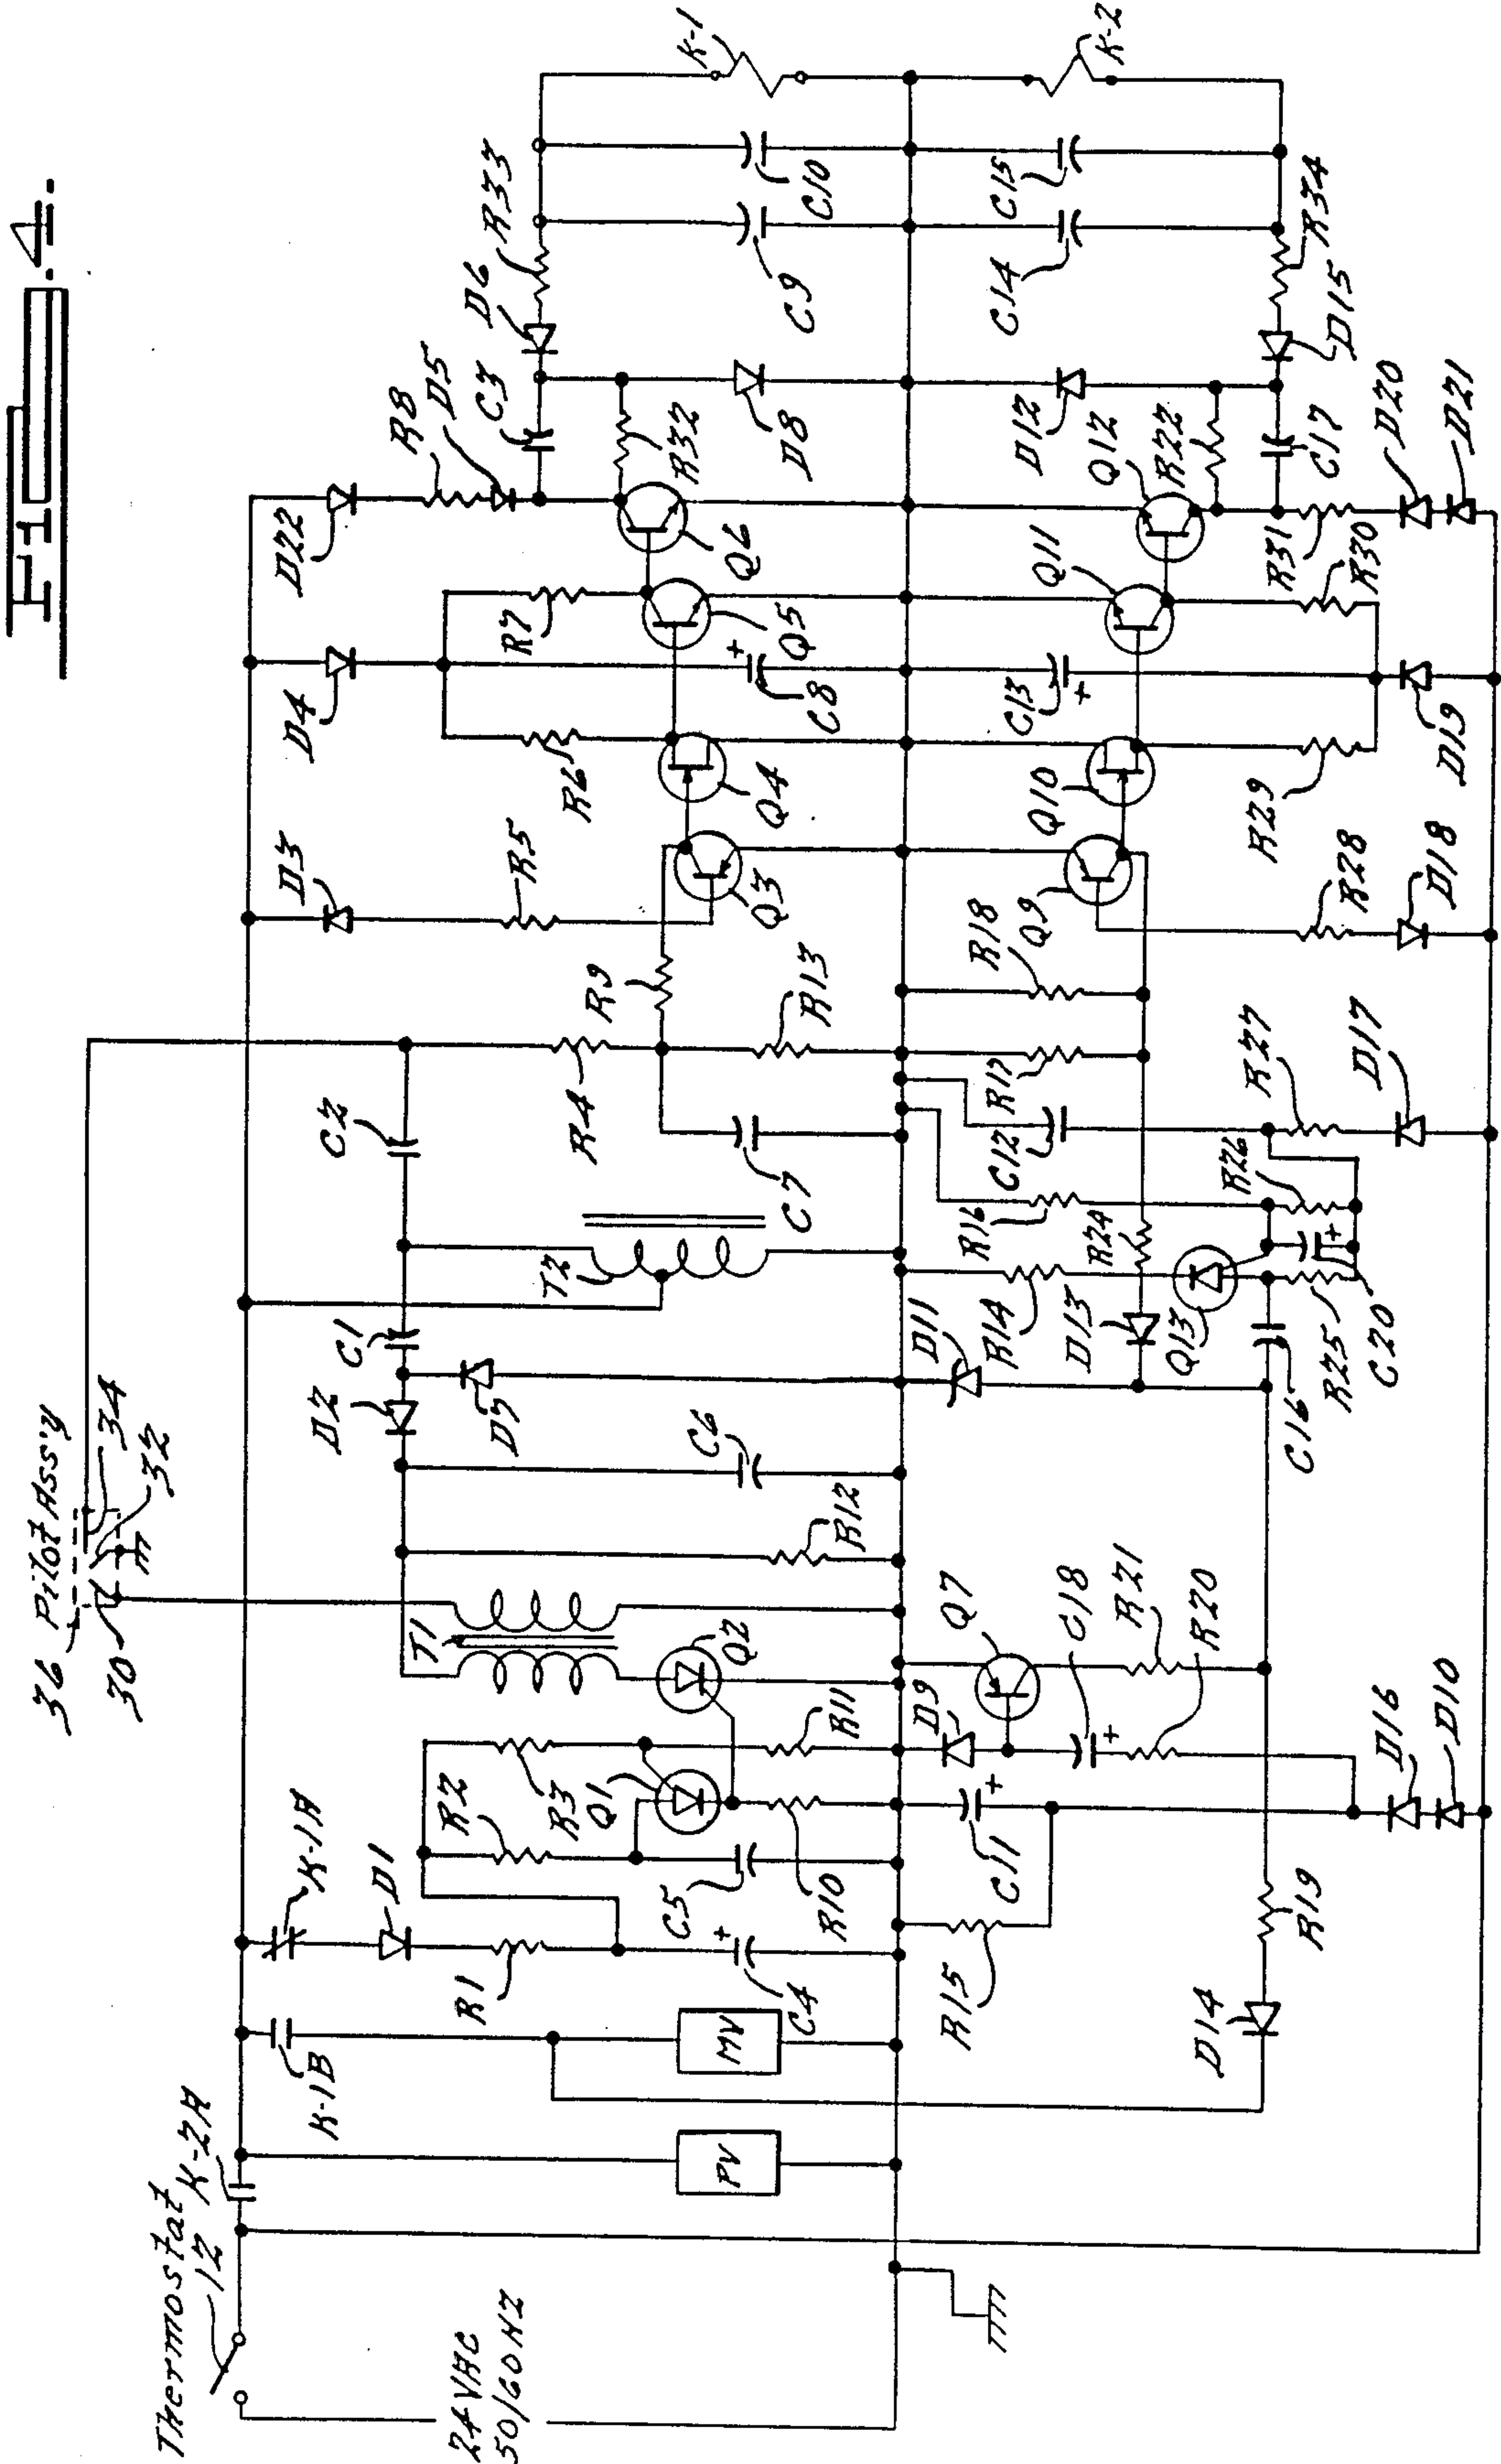 FIG. 4.
36 Pilot Ass'y
34
32
30
Thermostat
12
K-2A
24 VAC
50/60 HZ
PV
K-1B
MV
K-1A
D1
R1
C4
R2
R3
Q1
C5
R10
R11
Q2
T1
R12
C6
D2
D7
C1
T2
C2
C7
R4
R9
R13
D3
R5
Q3
D4
R6
Q4
R7
C8
Q5
D22
R8
D5
Q6
C3
R32
D6
D8
R33
C9
C10
K-1
K-2
R15
C11
D9
Q7
C18
R21
R20
D14
R19
D16
D10
D11
R14
D13
R24
Q13
C16
R25
C20
R16
C12
R17
R18
R26
R27
D17
Q9
R28
D18
Q10
R29
C13
D19
Q11
R30
R31
Q12
R22
D12
C17
D20
D21
D15
R34
C14
C15